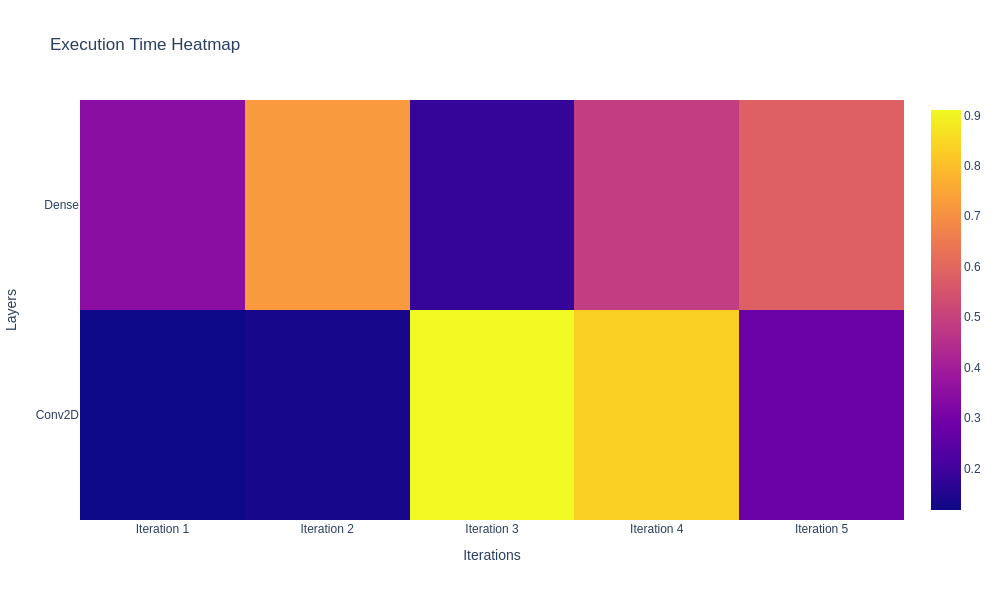 Execution Time Heatmap
Layers
Dense
Conv2D
Iteration 1
Iteration 2
Iteration 3
Iteration 4
Iteration 5
Iterations
0.9
0.8
0.7
0.6
0.5
0.4
0.3
0.2